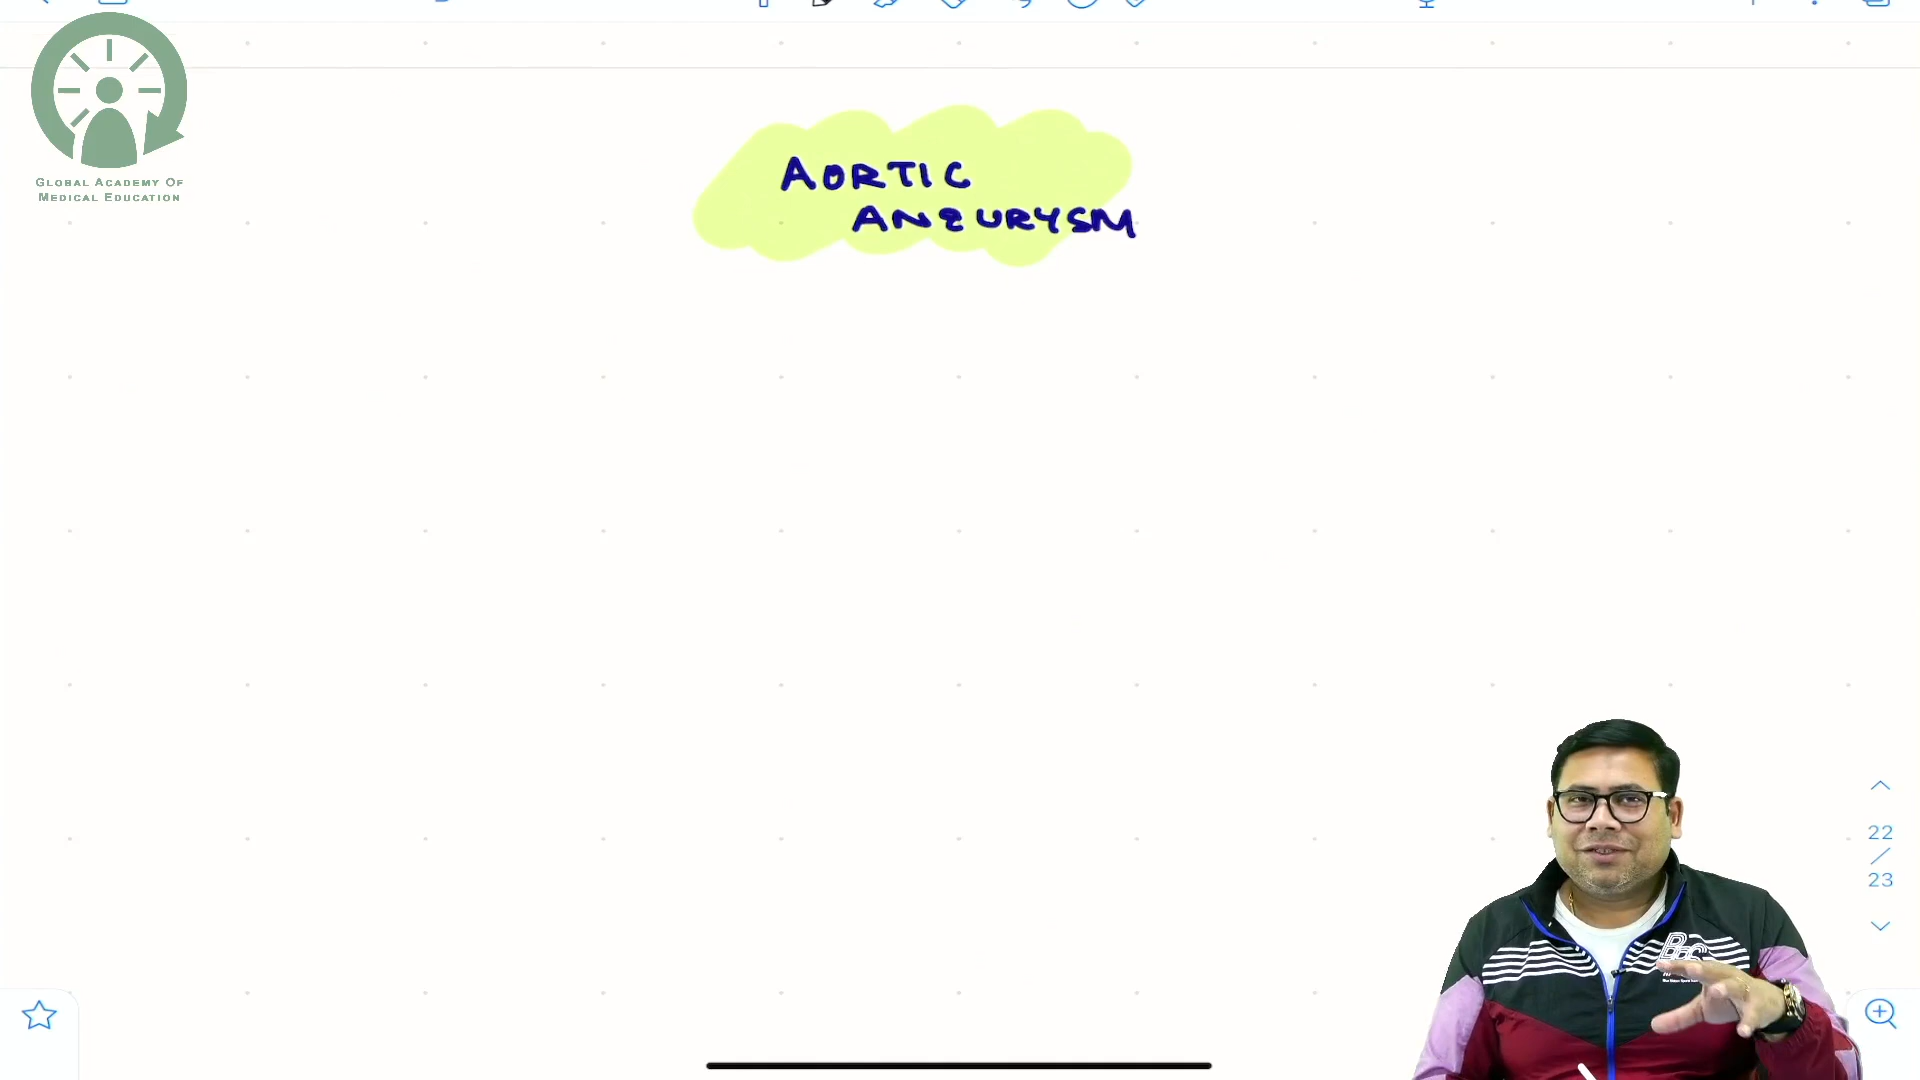 GLOBAL ACADEMY OF
MEDICAL EDUCATION
AORTIC
ANEURYSM
22
/
23